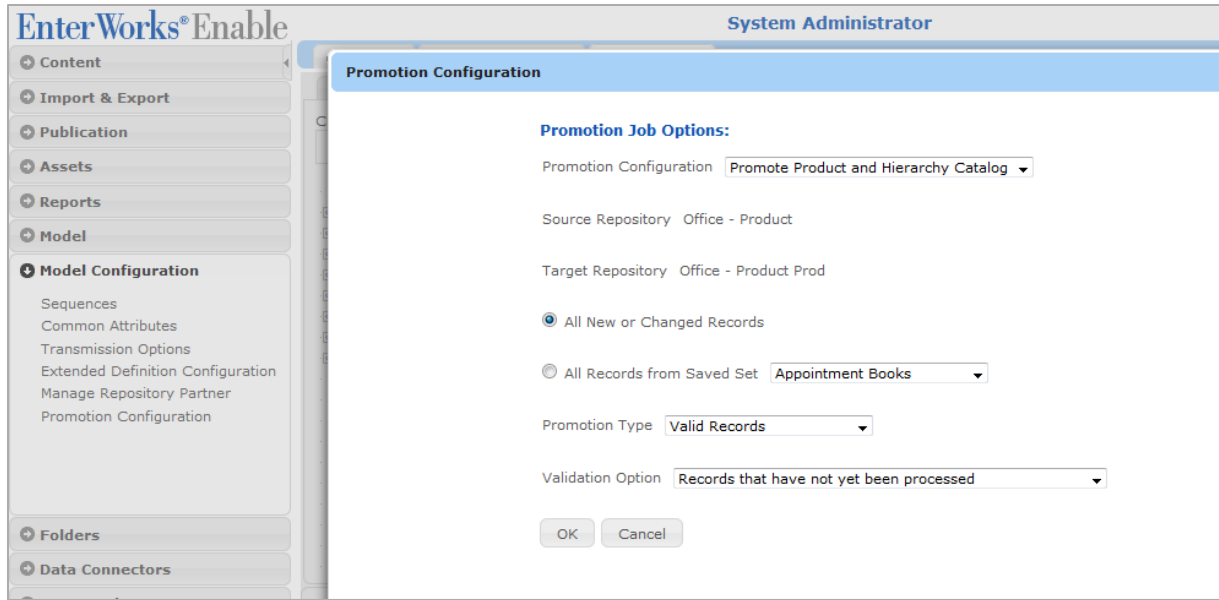 EnterWorks®Enable
System Administrator
Content
Import & Export
Publication
Assets
Reports
Model
Model Configuration
Sequences
Common Attributes
Transmission Options
Extended Definition Configuration
Manage Repository Partner
Promotion Configuration
Folders
Data Connectors
Promotion Configuration
Promotion Job Options:
Promotion Configuration Promote Product and Hierarchy Catalog
Source Repository Office - Product
Target Repository Office - Product Prod
All New or Changed Records
All Records from Saved Set Appointment Books
Promotion Type Valid Records
Validation Option Records that have not yet been processed
OK Cancel